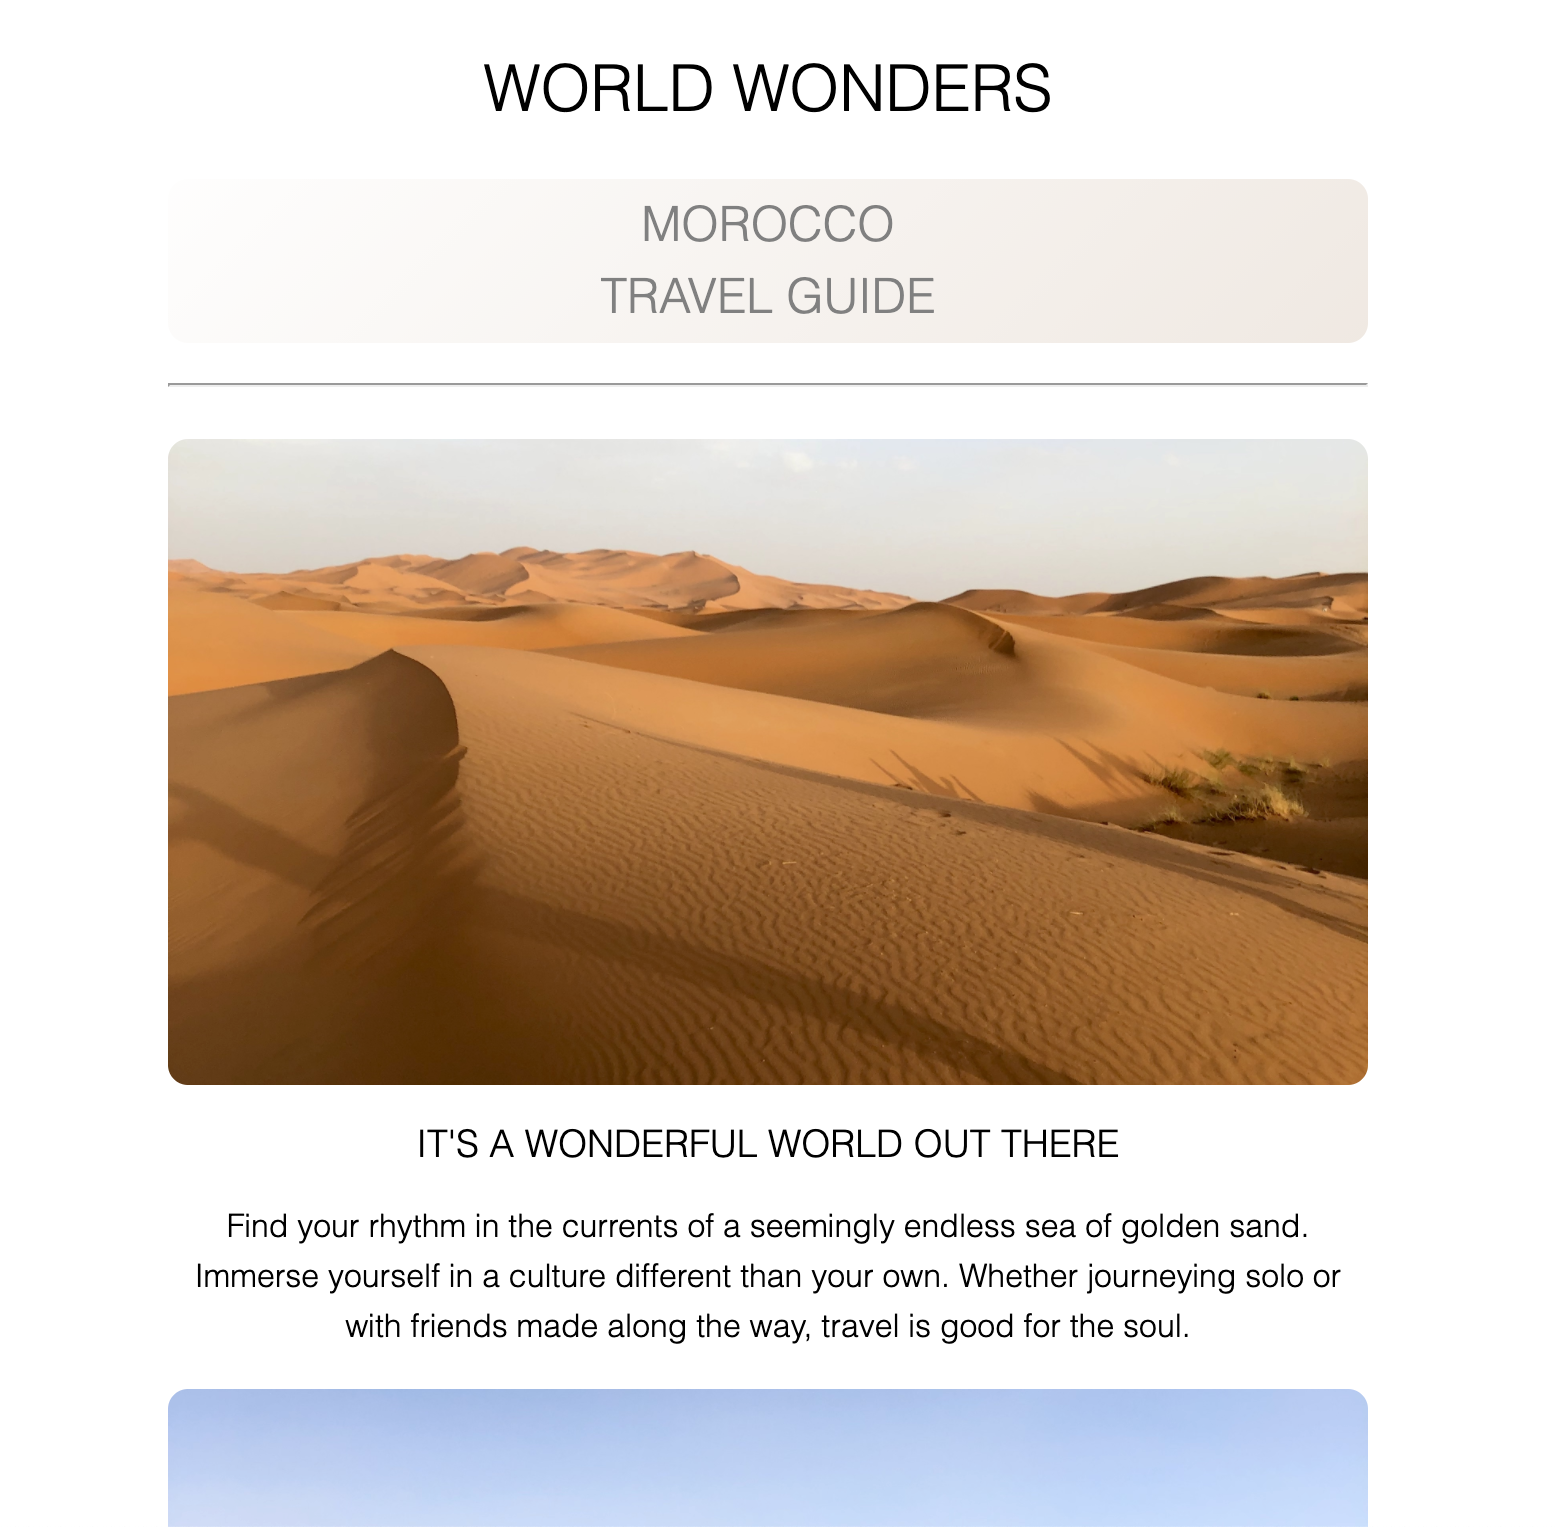 WORLD WONDERS
MOROCCO
TRAVEL GUIDE
IT'S A WONDERFUL WORLD OUT THERE
Find your rhythm in the currents of a seemingly endless sea of golden sand.
Immerse yourself in a culture different than your own. Whether journeying solo or
with friends made along the way, travel is good for the soul.